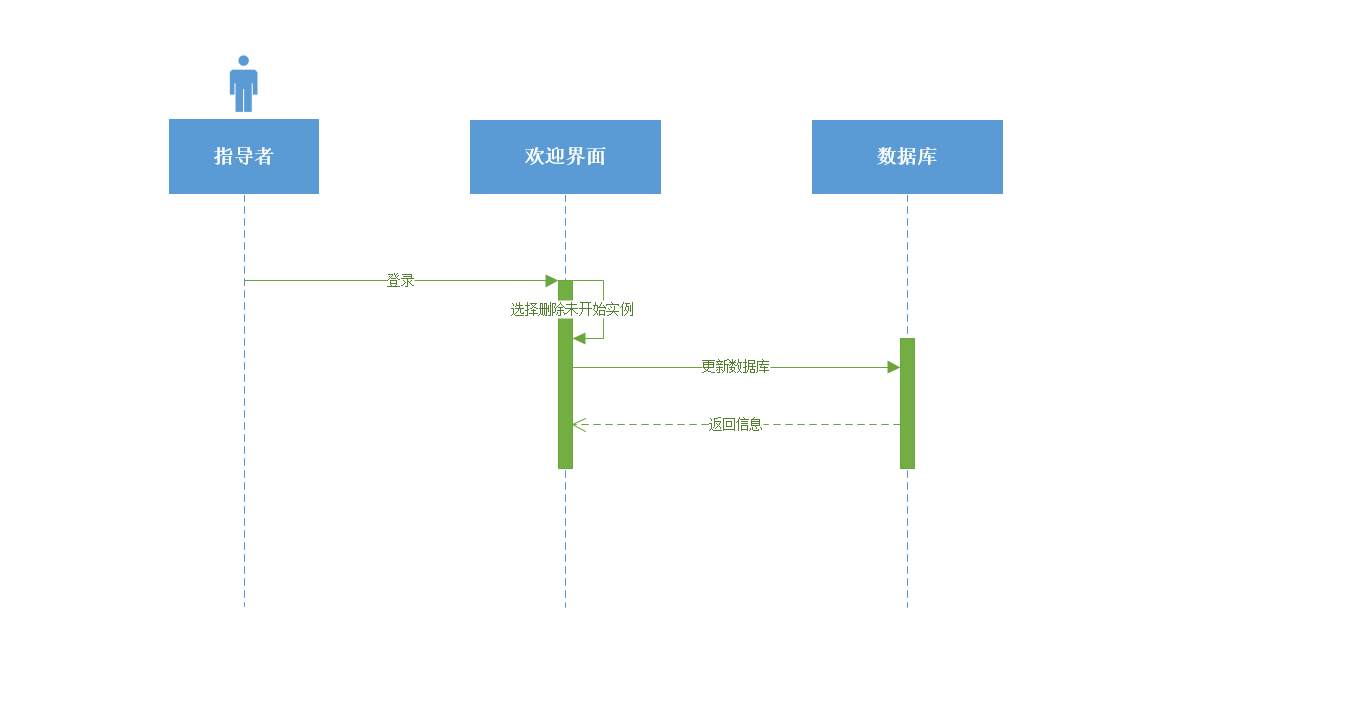 指导者
欢迎界面
数据库
登录
选择删除未开始实例
更新数据库
返回信息